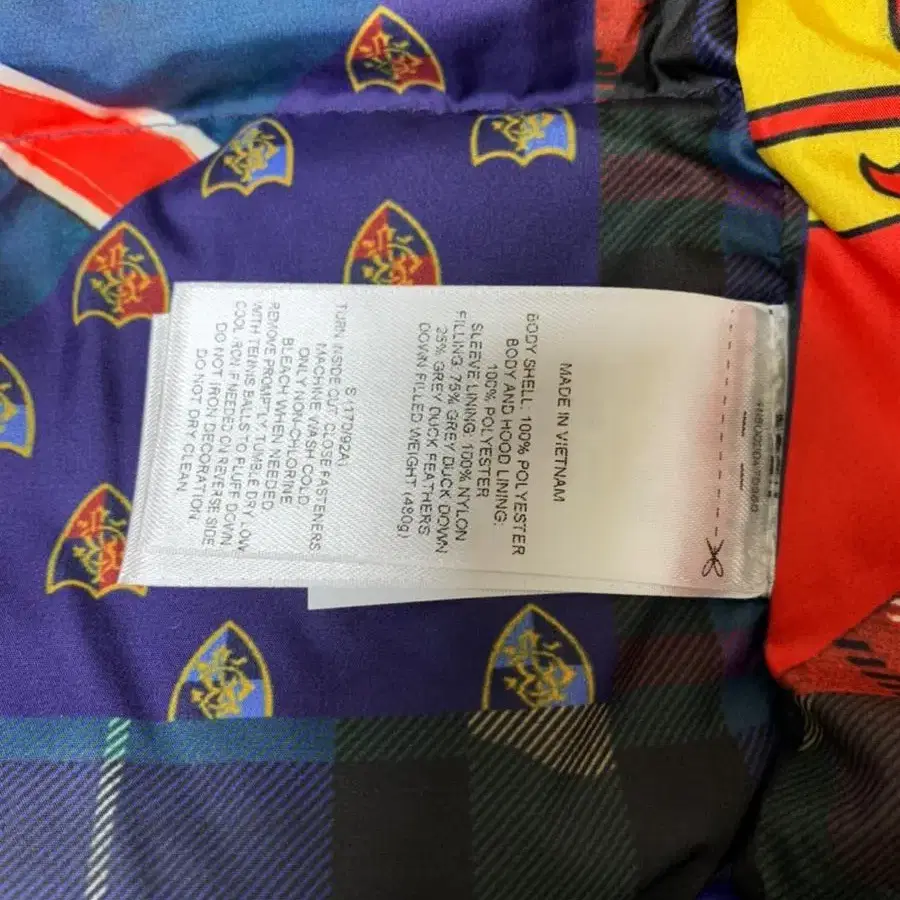 MADE IN VIETNAM
BODY SHELL: 100% POLYESTER
BODY AND HOOD LINING:
100% POLYESTER
SLEEVE LINING: 100% NYLON
FILLING: 75% GREY DUCK DOWN
25% GREY DUCK FEATHERS
DOWN FILLED WEIGHT (480g)
S (170/92A)
TURN INSIDE OUT CLOSE FASTENERS
MACHINE WASH COLD
ONLY NON-CHLORINE
BLEACH WHEN NEEDED
REMOVE PROMPLTY TUMBLE DRY LOW
WITH TENNIS BALLS TO FLUFF DOWN
COOL IRON IF NEEDED ON REVERSE SIDE
DO NOT IRON DECORATION
DO NOT DRY CLEAN